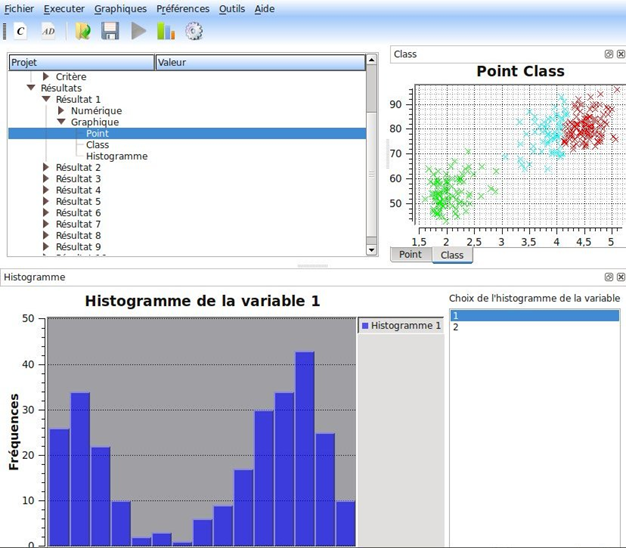 Fichier Executer Graphiques Préférences Outils Aide
C AD
Projet Valeur
Critère
Résultats
Résultat 1
Numérique
Graphique
Point
Class
Histogramme
Résultat 2
Résultat 3
Résultat 4
Résultat 5
Résultat 6
Résultat 7
Résultat 8
Résultat 9
Class
Point Class
90
80
70
60
50
1,5 2 2,5 3 3,5 4 4,5 5
Point Class
Histogramme
Histogramme de la variable 1
Fréquences
50
40
30
20
10
0
Histogramme 1
Choix de l'histogramme de la variable
1
2